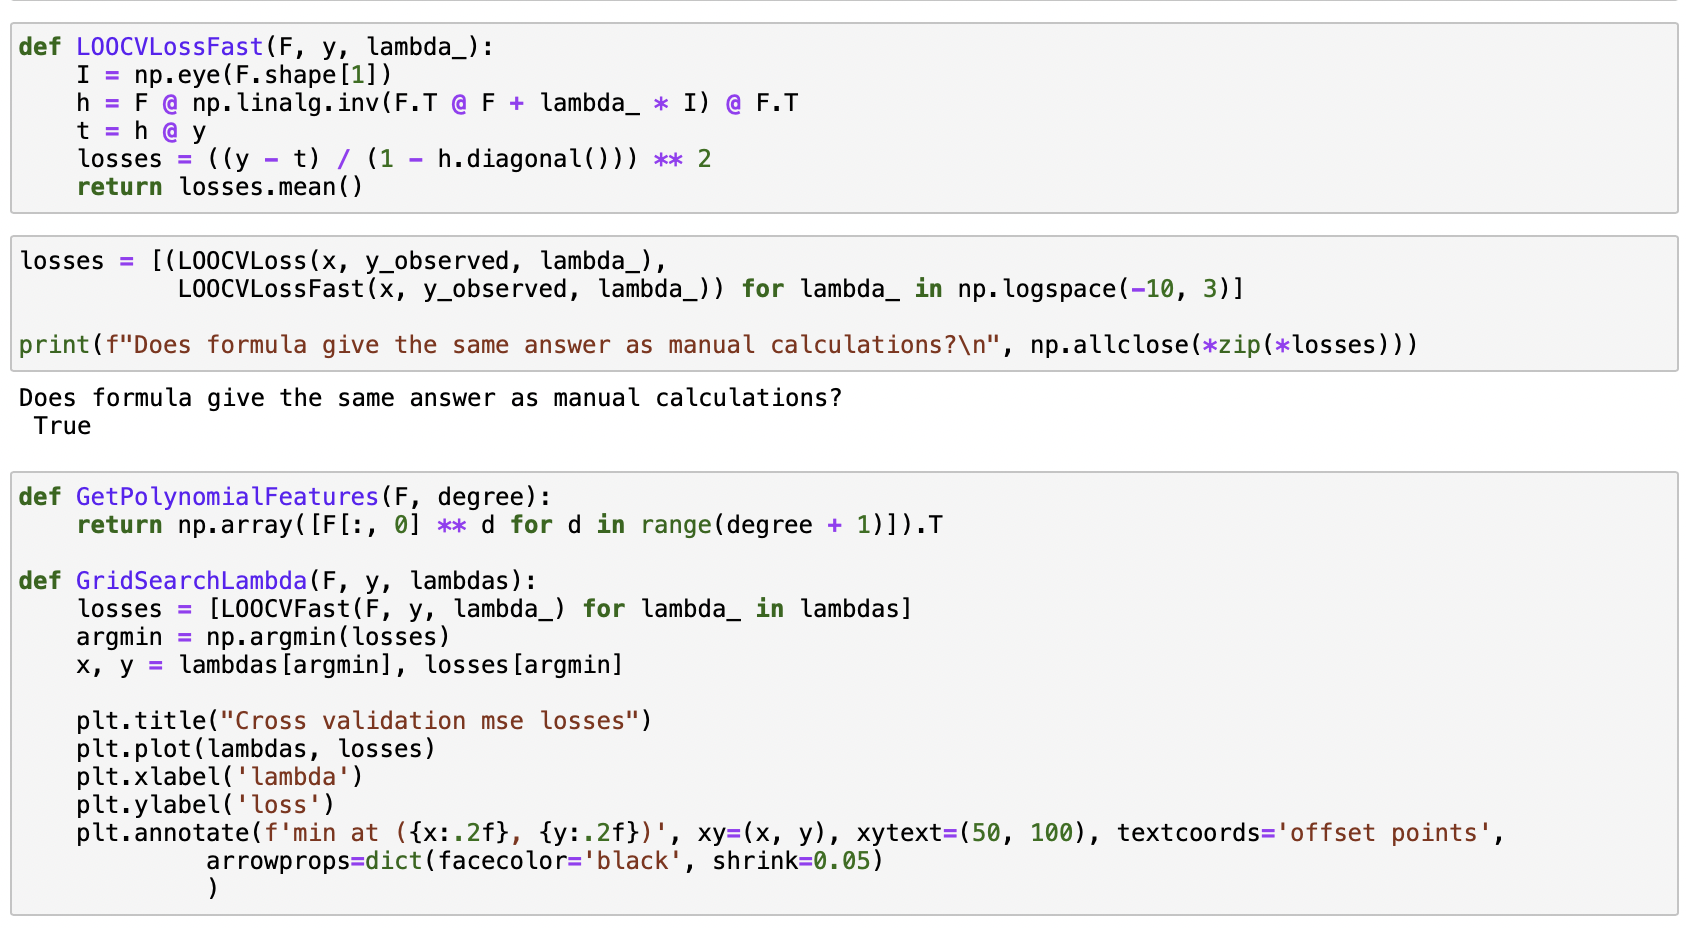 def LOOCVLossFast(F, y, lambda_):
    I = np.eye(F.shape[1])
    h = F @ np.linalg.inv(F.T @ F + lambda_ * I) @ F.T
    t = h @ y
    losses = ((y - t) / (1 - h.diagonal())) ** 2
    return losses.mean()
losses = [(LOOCVLoss(x, y_observed, lambda_),
           LOOCVLossFast(x, y_observed, lambda_)) for lambda_ in np.logspace(-10, 3)]
print(f"Does formula give the same answer as manual calculations?\n", np.allclose(*zip(*losses)))
Does formula give the same answer as manual calculations?
 True
def GetPolynomialFeatures(F, degree):
    return np.array([F[:, 0] ** d for d in range(degree + 1)]).T
def GridSearchLambda(F, y, lambdas):
    losses = [LOOCVFast(F, y, lambda_) for lambda_ in lambdas]
    argmin = np.argmin(losses)
    x, y = lambdas[argmin], losses[argmin]
    plt.title("Cross validation mse losses")
    plt.plot(lambdas, losses)
    plt.xlabel('lambda')
    plt.ylabel('loss')
    plt.annotate(f'min at ({x:.2f}, {y:.2f})', xy=(x, y), xytext=(50, 100), textcoords='offset points',
             arrowprops=dict(facecolor='black', shrink=0.05)
             )